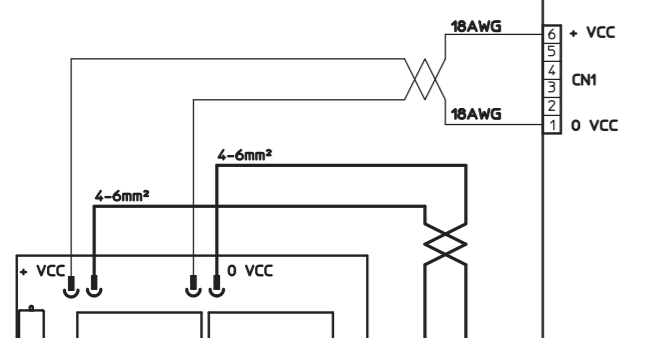 18AWG
6 + VCC
5
4
3 CN1
2
18AWG
1 0 VCC
4-6mm²
4-6mm²
+ VCC
0 VCC